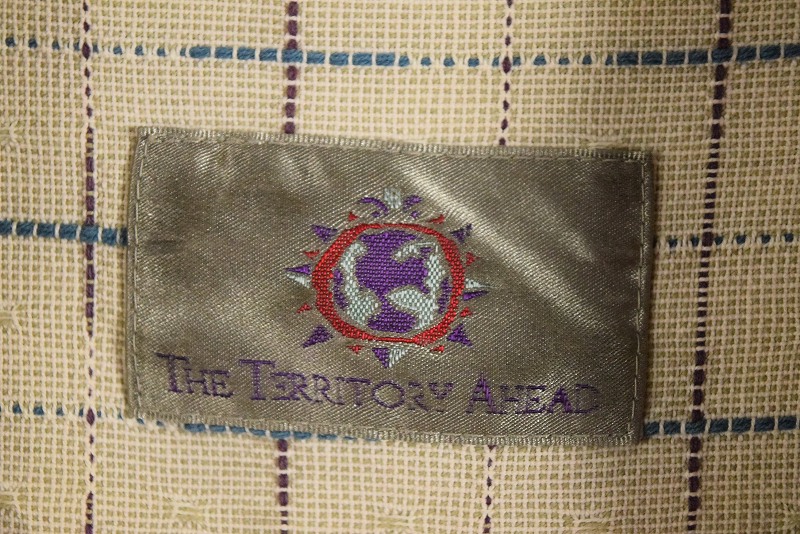 THE TERRITORY AHEAD